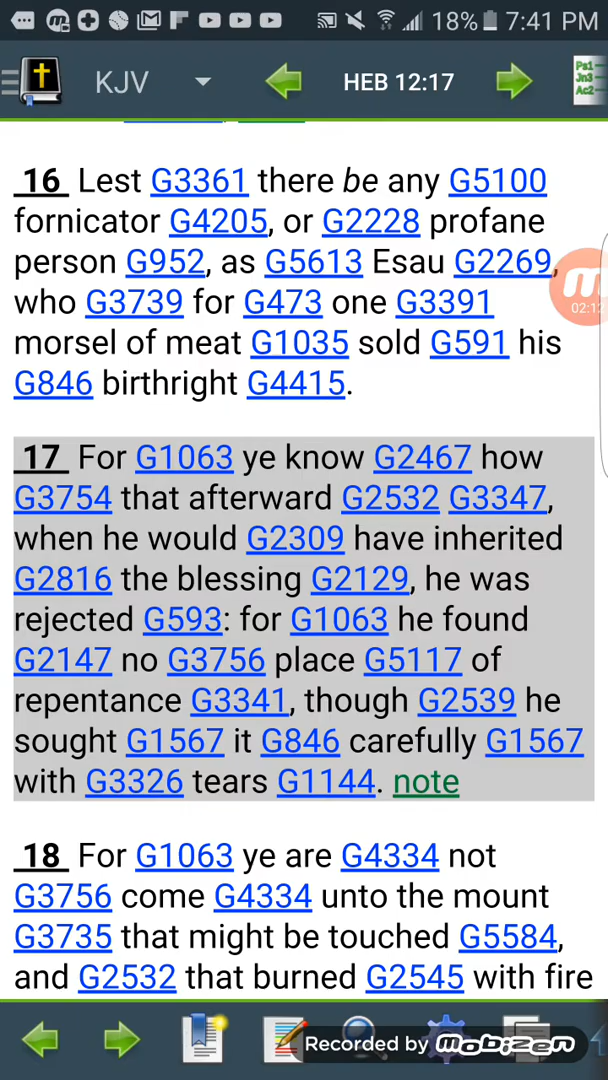 18% 7:41 PM
KJV HEB 12:17 Ps1
Jn3
Ac2
16 Lest G3361 there be any G5100
fornicator G4205, or G2228 profane
person G952, as G5613 Esau G2269,
who G3739 for G473 one G3391
02:12
morsel of meat G1035 sold G591 his
G846 birthright G4415.
17 For G1063 ye know G2467 how
G3754 that afterward G2532 G3347,
when he would G2309 have inherited
G2816 the blessing G2129, he was
rejected G593: for G1063 he found
G2147 no G3756 place G5117 of
repentance G3341, though G2539 he
sought G1567 it G846 carefully G1567
with G3326 tears G1144. note
18 For G1063 ye are G4334 not
G3756 come G4334 unto the mount
G3735 that might be touched G5584,
and G2532 that burned G2545 with fire
Recorded by mobizen